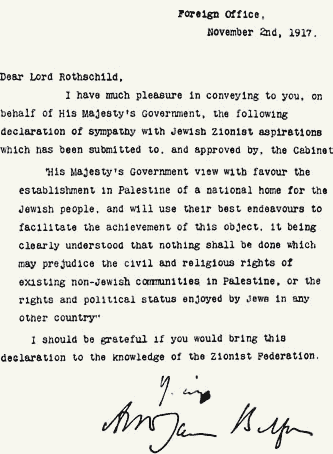 Foreign Office,
November 2nd, 1917.
Dear Lord Rothschild,
I have much pleasure in conveying to you, on
behalf of His Majesty's Government, the following
declaration of sympathy with Jewish Zionist aspirations
which has been submitted to, and approved by, the Cabinet
"His Majesty's Government view with favour the
establishment in Palestine of a national home for the
Jewish people, and will use their best endeavours to
facilitate the achievement of this object, it being
clearly understood that nothing shall be done which
may prejudice the civil and religious rights of
existing non-Jewish communities in Palestine, or the
rights and political status enjoyed by Jews in any
other country"
I should be grateful if you would bring this
declaration to the knowledge of the Zionist Federation.